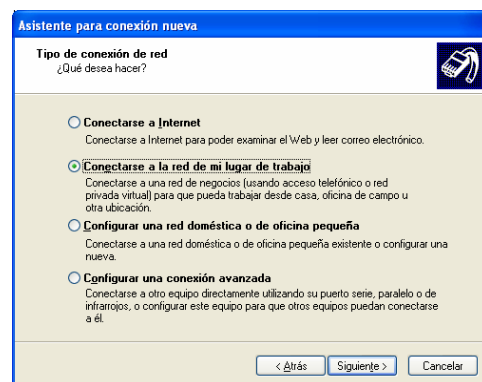 Asistente para conexión nueva
Tipo de conexión de red
¿Qué desea hacer?
Conectarse a Internet
Conectarse a Internet para poder examinar el Web y leer correo electrónico.
Conectarse a la red de mi lugar de trabajo
Conectarse a una red de negocios (usando acceso telefónico o red
privada virtual) para que pueda trabajar desde casa, oficina de campo u
otra ubicación.
Configurar una red doméstica o de oficina pequeña
Conectarse a una red doméstica o de oficina pequeña existente o configurar una
nueva.
Configurar una conexión avanzada
Conectarse a otro equipo directamente utilizando su puerto serie, paralelo o de
infrarrojos, o configurar este equipo para que otros equipos puedan conectarse
a él.
< Atrás Siguiente > Cancelar